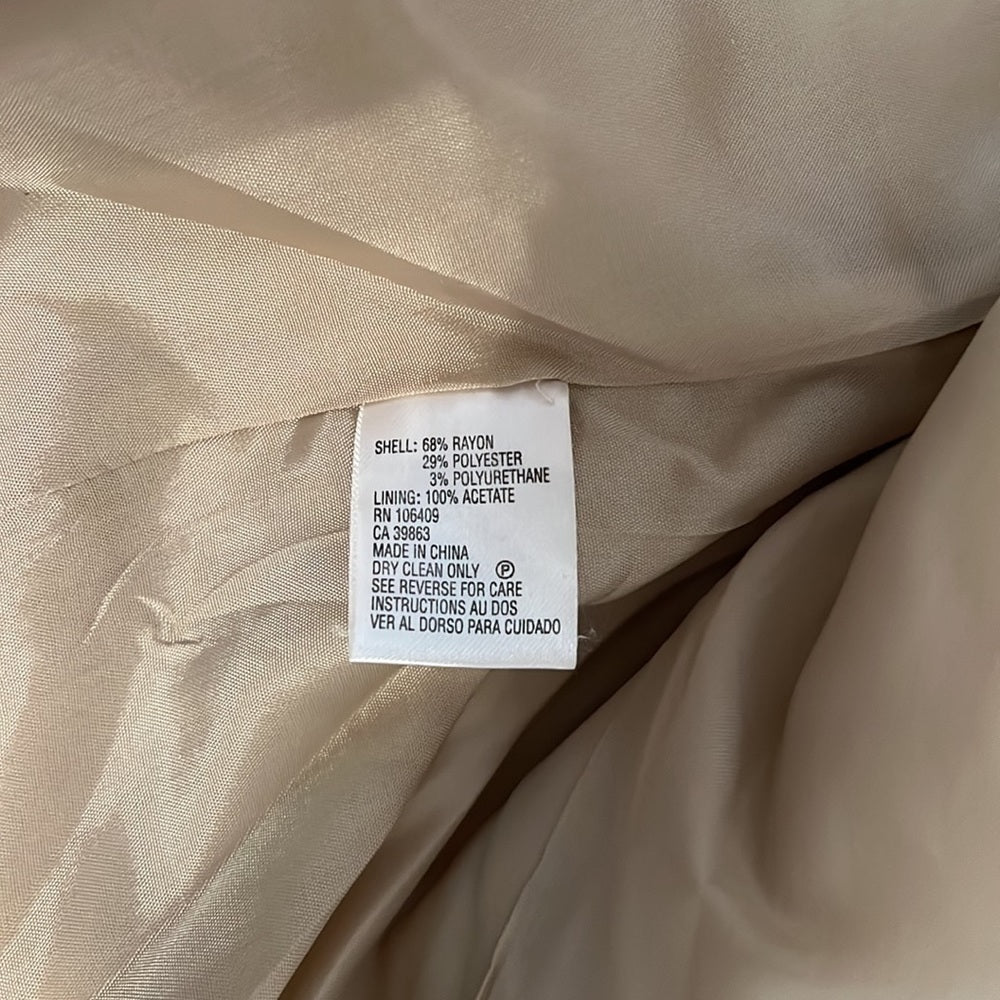 SHELL: 68% RAYON
29% POLYESTER
3% POLYURETHANE
LINING: 100% ACETATE
RN 106409
CA 39863
MADE IN CHINA
DRY CLEAN ONLY Ⓟ
SEE REVERSE FOR CARE
INSTRUCTIONS AU DOS
VER AL DORSO PARA CUIDADO